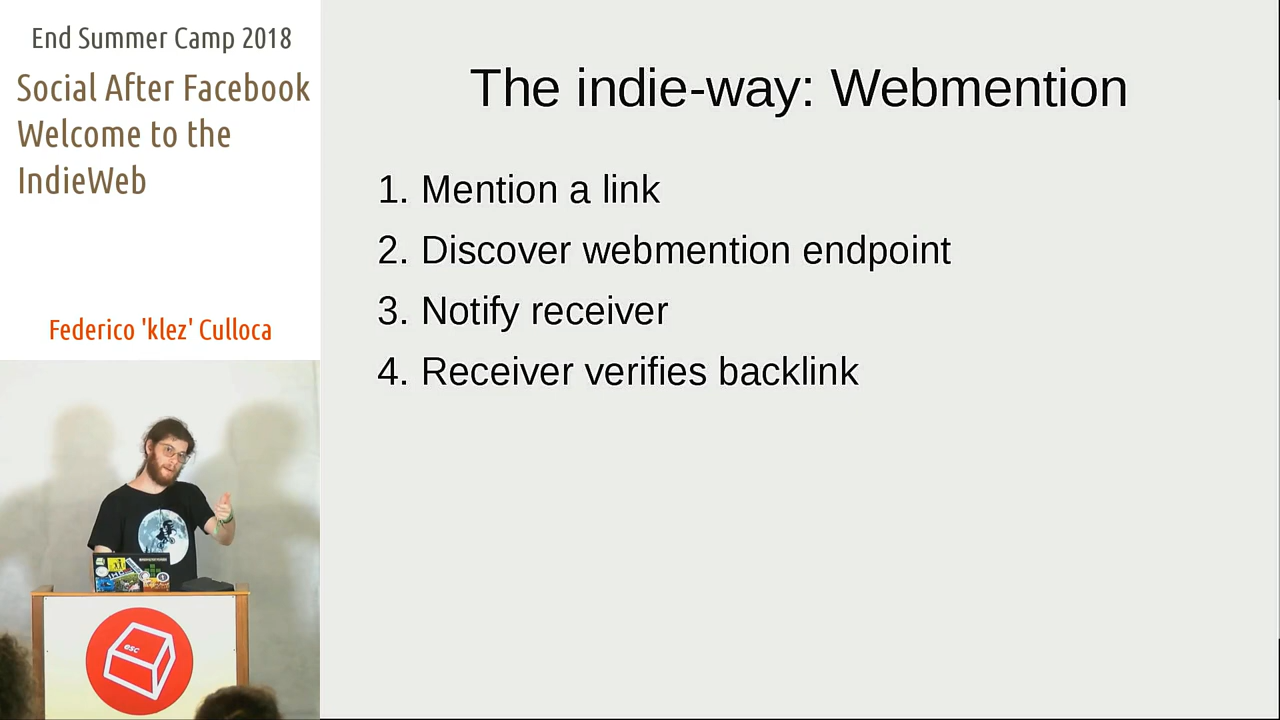 End Summer Camp 2018
Social After Facebook
Welcome to the
IndieWeb
Federico 'klez' Culloca
The indie-way: Webmention
1. Mention a link
2. Discover webmention endpoint
3. Notify receiver
4. Receiver verifies backlink
esc